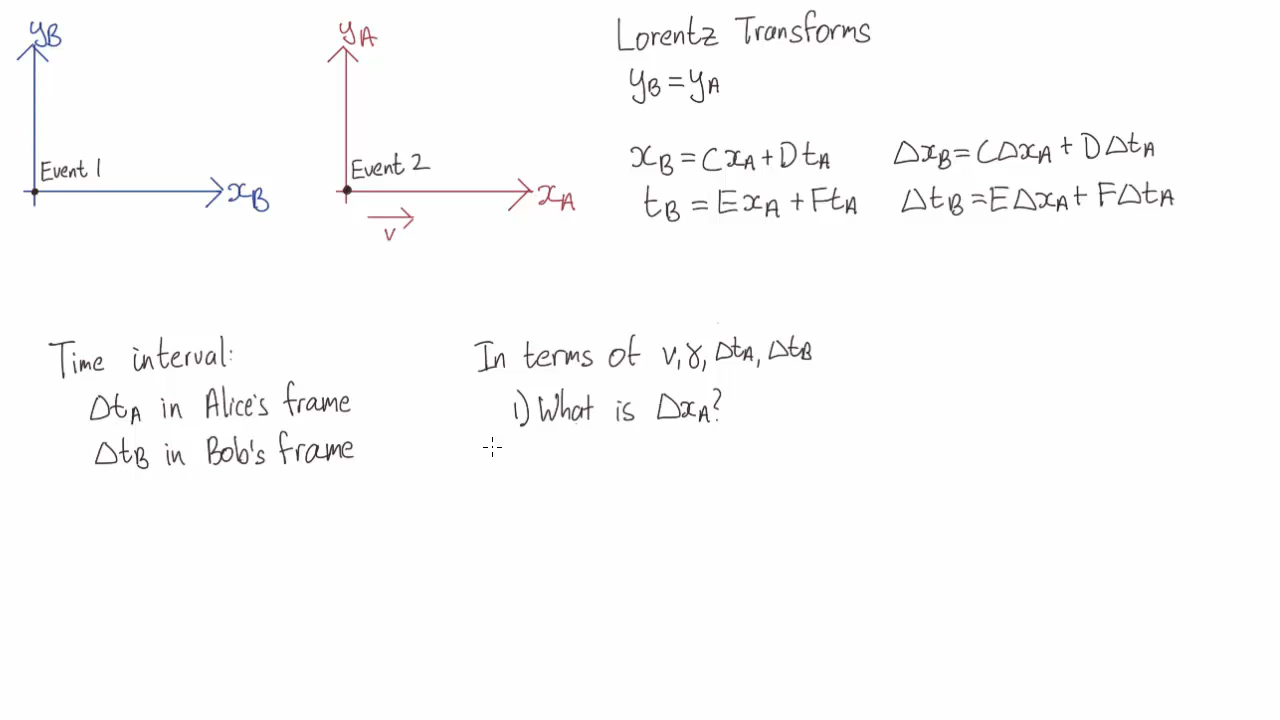 yB
Event 1
xB
yA
Event 2
xA
v
Lorentz Transforms
yB = yA
xB = CxA + DtA
tB = ExA + FtA
ΔxB = CΔxA + DΔtA
ΔtB = EΔxA + FΔtA
Time interval:
ΔtA in Alice's frame
ΔtB in Bob's frame
In terms of v, γ, ΔtA, ΔtB
1) What is ΔxA?